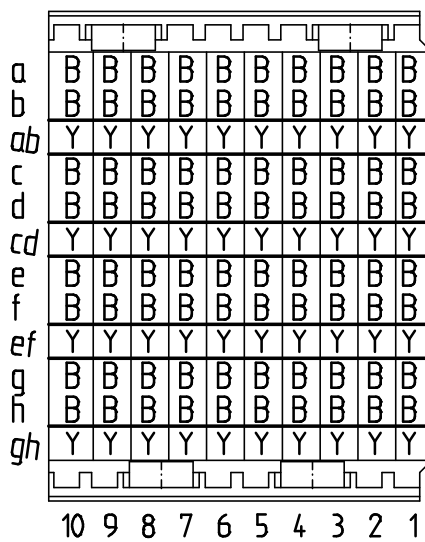 a B B B B B B B B B B
b B B B B B B B B B B
ab Y Y Y Y Y Y Y Y Y Y
c B B B B B B B B B B
d B B B B B B B B B B
cd Y Y Y Y Y Y Y Y Y Y
e B B B B B B B B B B
f B B B B B B B B B B
ef Y Y Y Y Y Y Y Y Y Y
g B B B B B B B B B B
h B B B B B B B B B B
gh Y Y Y Y Y Y Y Y Y Y
10 9 8 7 6 5 4 3 2 1